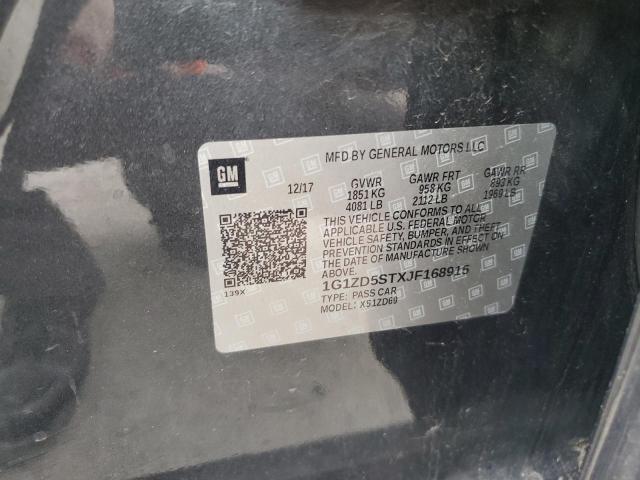 MFD BY GENERAL MOTORS LLC
GM
12/17 GVWR GAWR FRT GAWR RR
1851 KG 958 KG 893 KG
4081 LB 2112 LB 1969 LB
THIS VEHICLE CONFORMS TO ALL
APPLICABLE U.S. FEDERAL MOTOR
VEHICLE SAFETY, BUMPER, AND THEFT
PREVENTION STANDARDS IN EFFECT ON
THE DATE OF MANUFACTURE SHOWN
ABOVE.
139X
1G1ZD5STXJF168915
TYPE: PASS CAR
MODEL: XS1ZD69